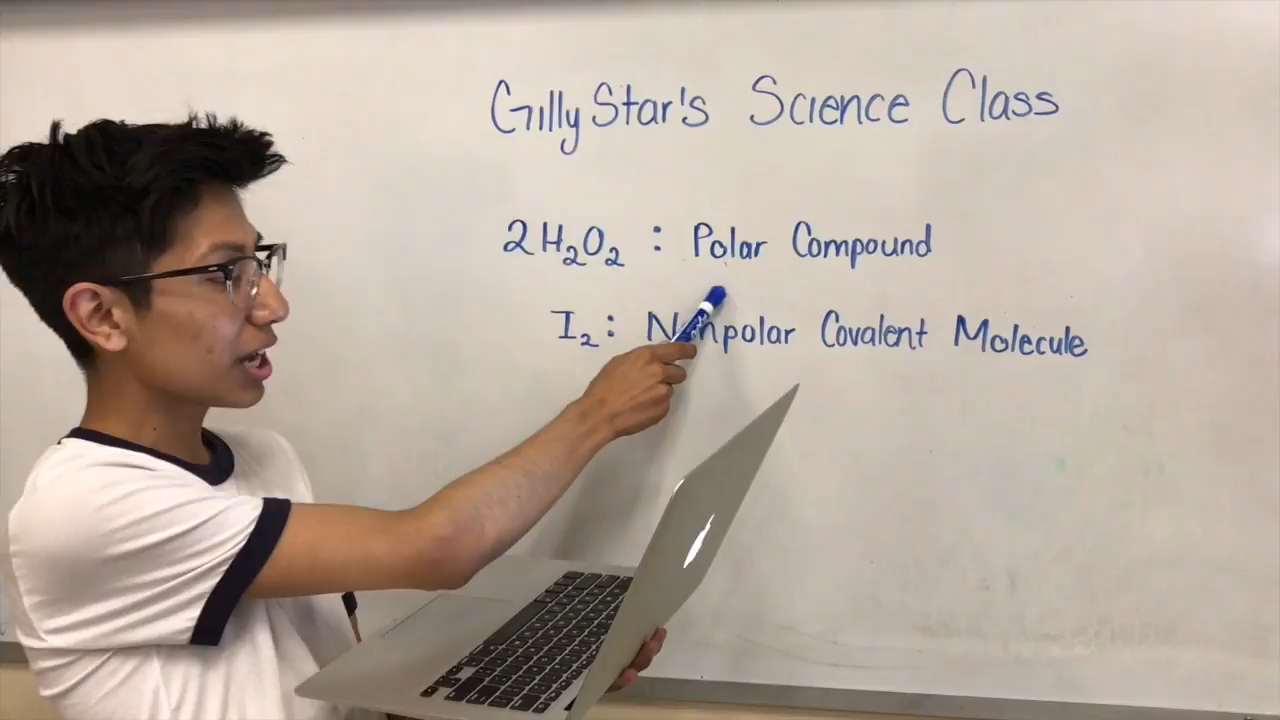 GillyStar's Science Class
2H₂O₂ : Polar Compound
I₂ : Nonpolar Covalent Molecule